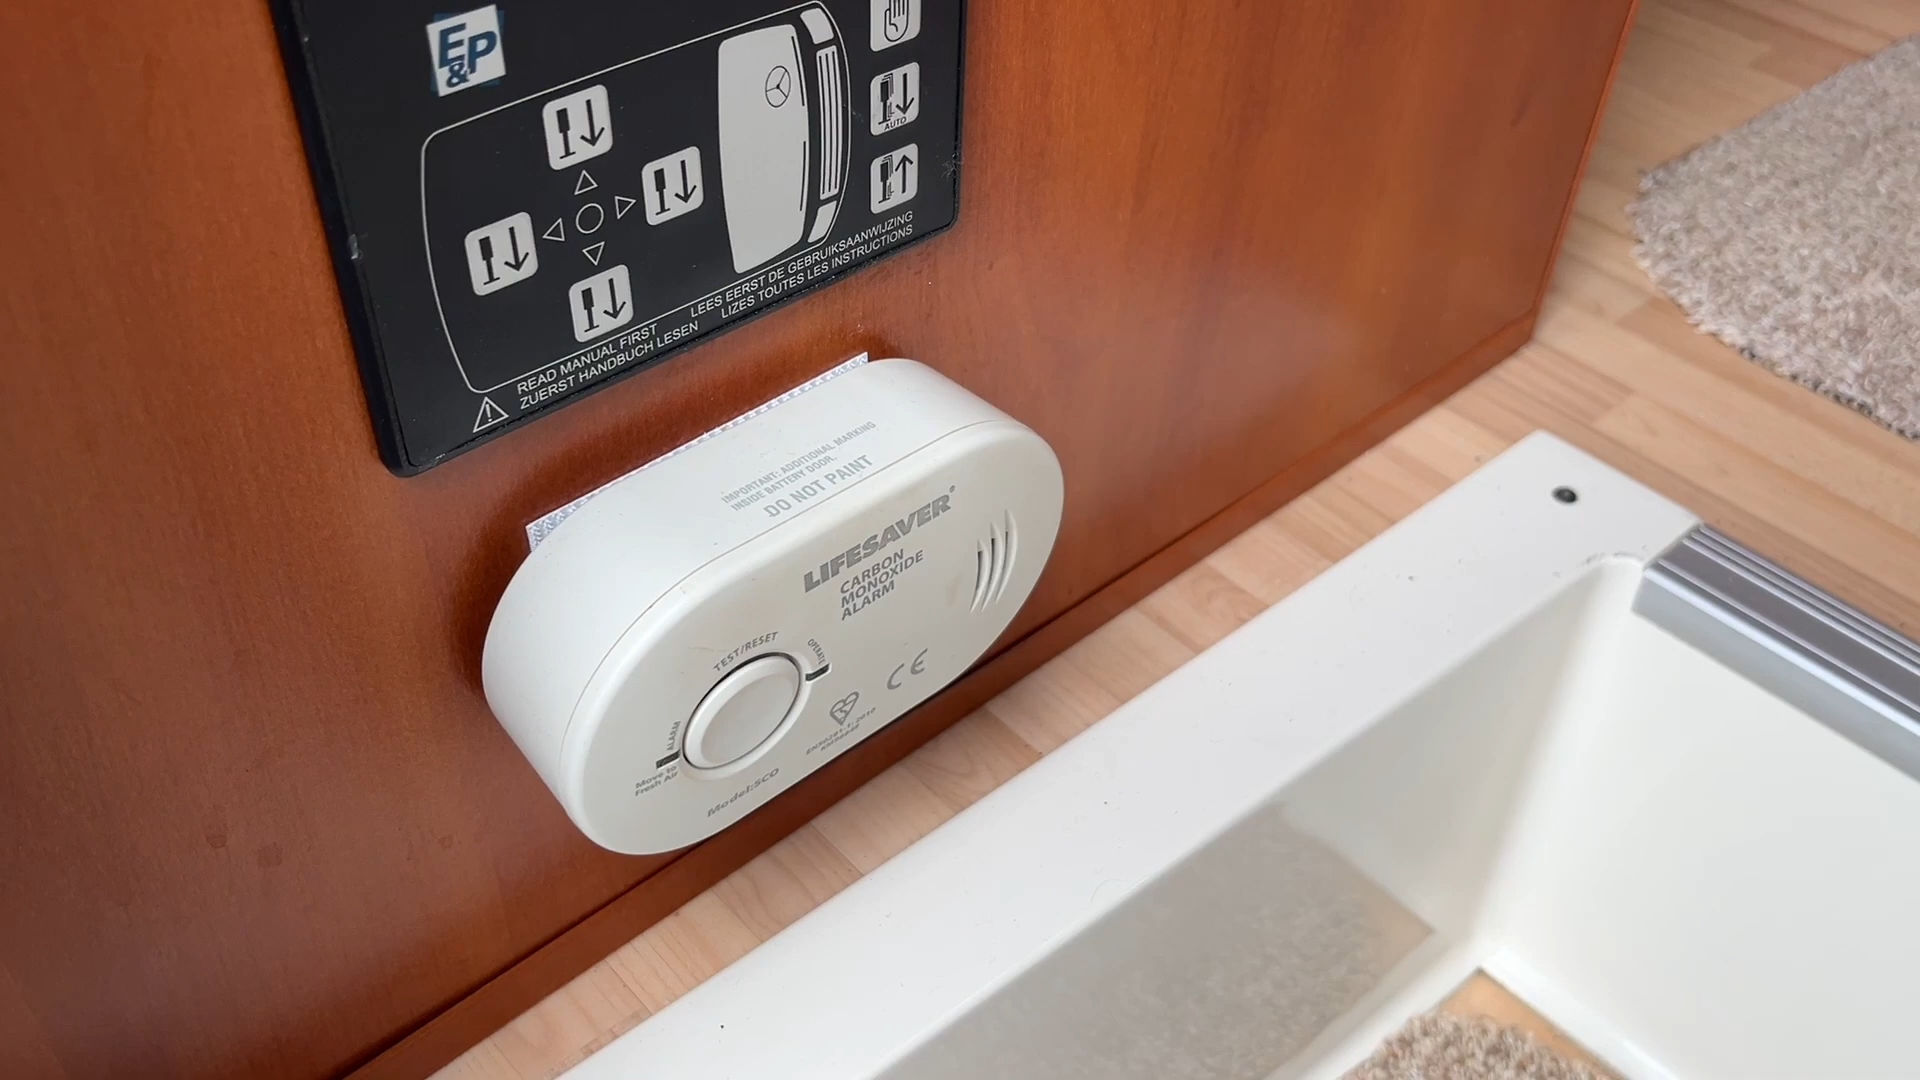 E&P
AUTO
READ MANUAL FIRST
ZUERST HANDBUCH LESEN
LEES EERST DE GEBRUIKSAANWIJZING
LIZES TOUTES LES INSTRUCTIONS
IMPORTANT: ADDITIONAL MARKING
INSIDE BATTERY DOOR.
DO NOT PAINT
LIFESAVER®
CARBON
MONOXIDE
ALARM
TEST/RESET
OPERATE
ALARM
Move to
Fresh Air
CE
Model:5CO